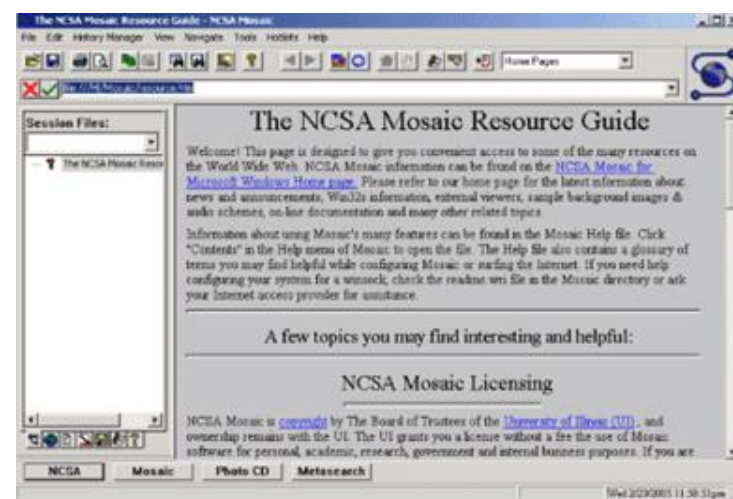 The NCSA Mosaic Resource Guide - NCSA Mosaic
File Edit History Manager View Navigate Tools Hotlists Help
Home Pages
Session Files:
The NCSA Mosaic Resor
The NCSA Mosaic Resource Guide
Welcome! This page is designed to give you convenient access to some of the many resources on
the World Wide Web. NCSA Mosaic information can be found on the NCSA Mosaic for
Microsoft Windows Home page. Please refer to our home page for the latest information about
news and announcements, Win32s information, external viewers, sample background images &
audio schemes, on-line documentation and many other related topics.
Information about using Mosaic's many features can be found in the Mosaic Help file. Click
"Contents" in the Help menu of Mosaic to open the file. The Help file also contains a glossary of
terms you may find helpful while configuring Mosaic or surfing the Internet. If you need help
configuring your system for a winsock, check the readme.wri file in the Mosaic directory or ask
your Internet access provider for assistance.
A few topics you may find interesting and helpful:
NCSA Mosaic Licensing
NCSA Mosaic is copyright by The Board of Trustees of the University of Illinois (UI), and
ownership remains with the UI. The UI grants you a license without a fee the use of Mosaic
software for personal, academic, research, government and internal business purposes. If you are
NCSA Mosaic Photo CD Metasearch
Wed 2/23/2005 11:38:53pm